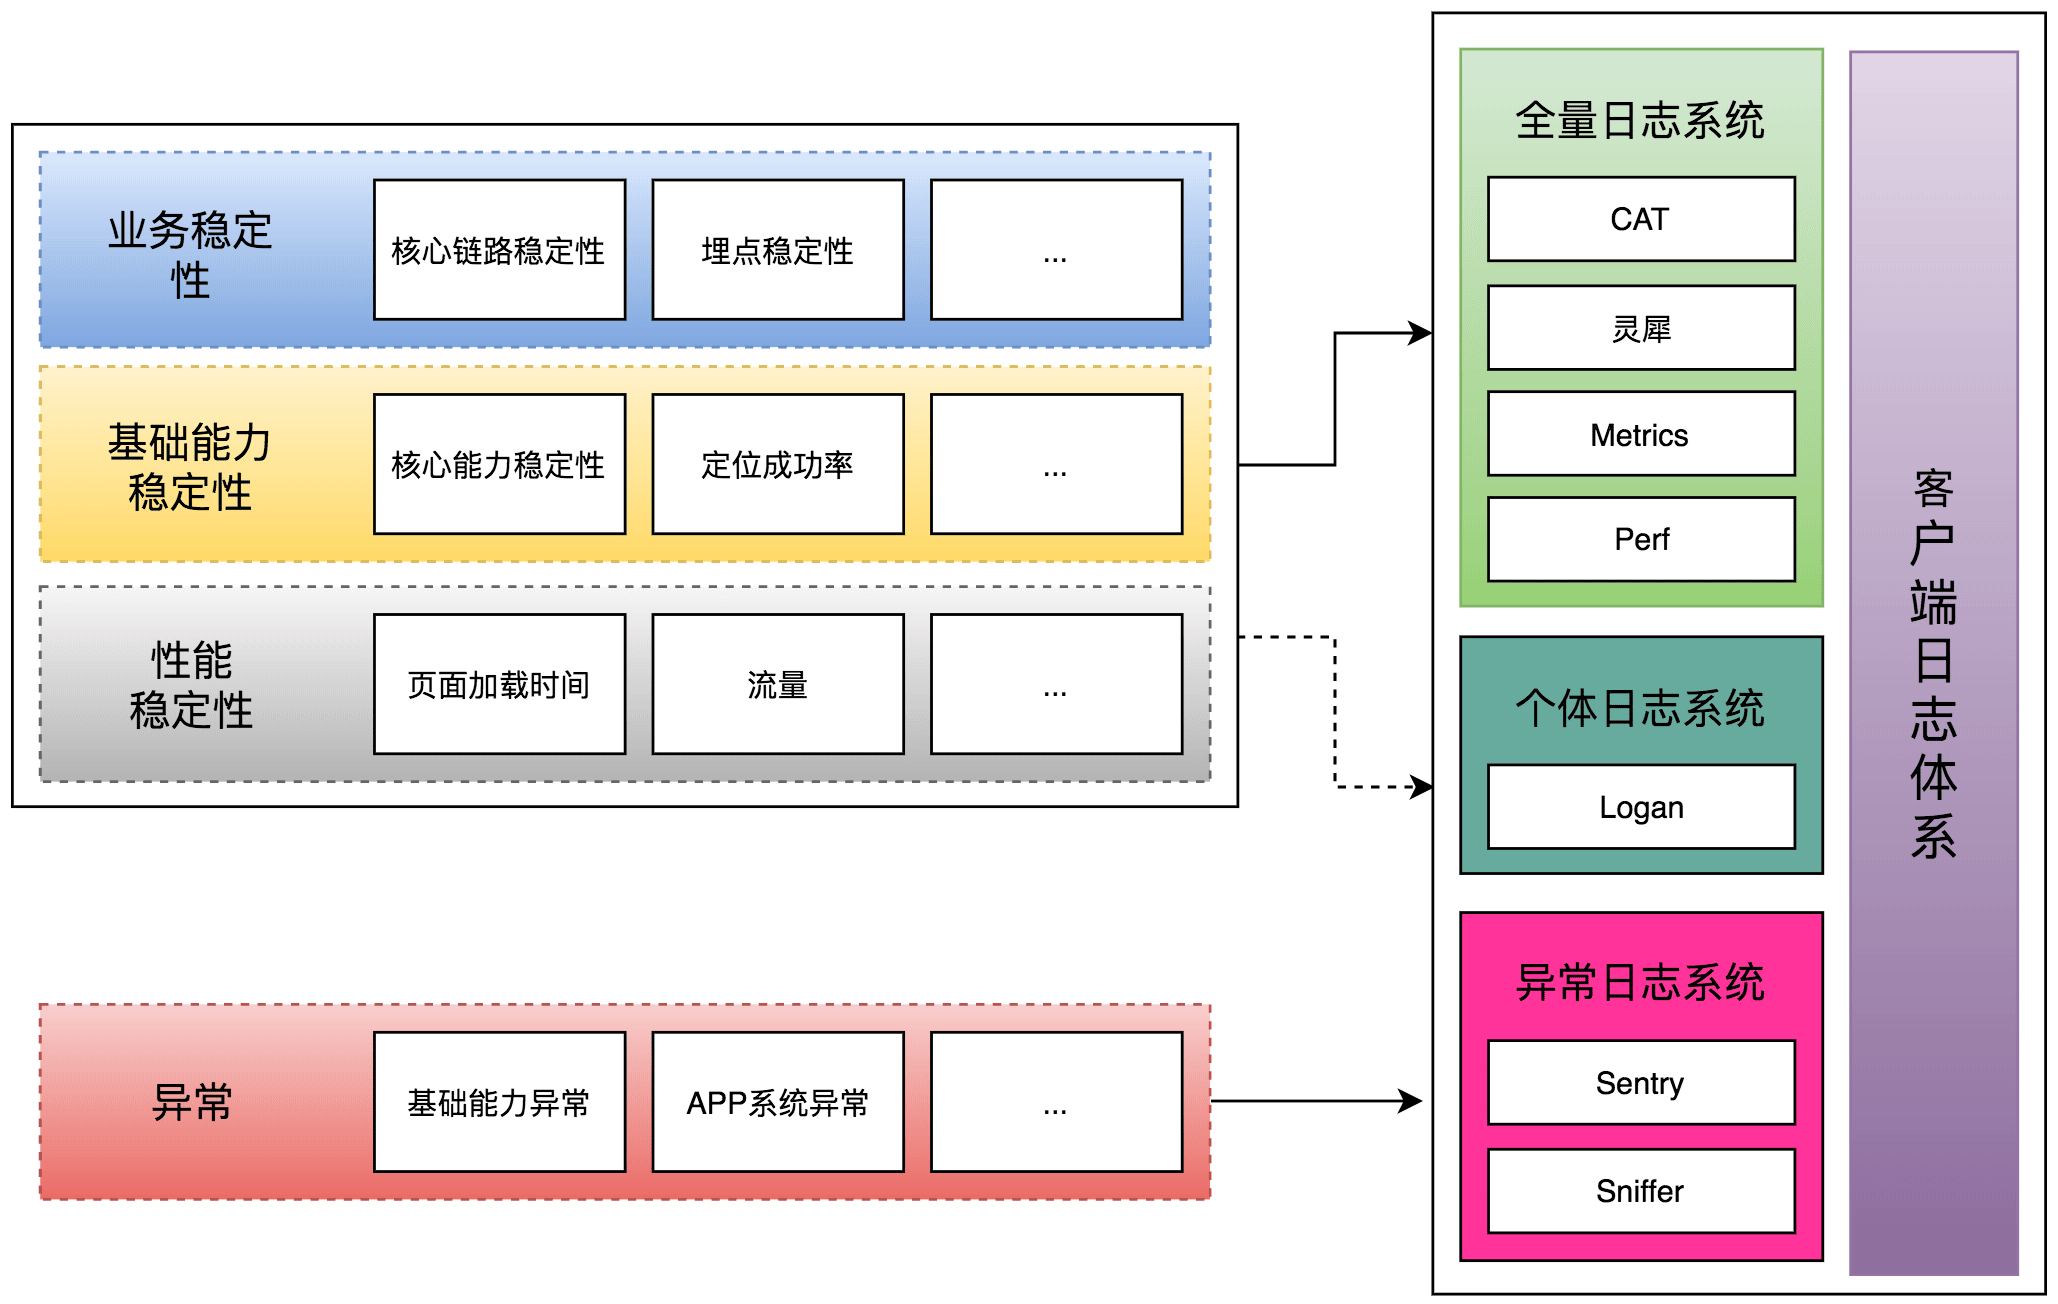 业务稳定
性
核心链路稳定性
埋点稳定性
...
基础能力
稳定性
核心能力稳定性
定位成功率
...
性能
稳定性
页面加载时间
流量
...
异常
基础能力异常
APP系统异常
...
全量日志系统
CAT
灵犀
Metrics
Perf
个体日志系统
Logan
异常日志系统
Sentry
Sniffer
客
户
端
日
志
体
系